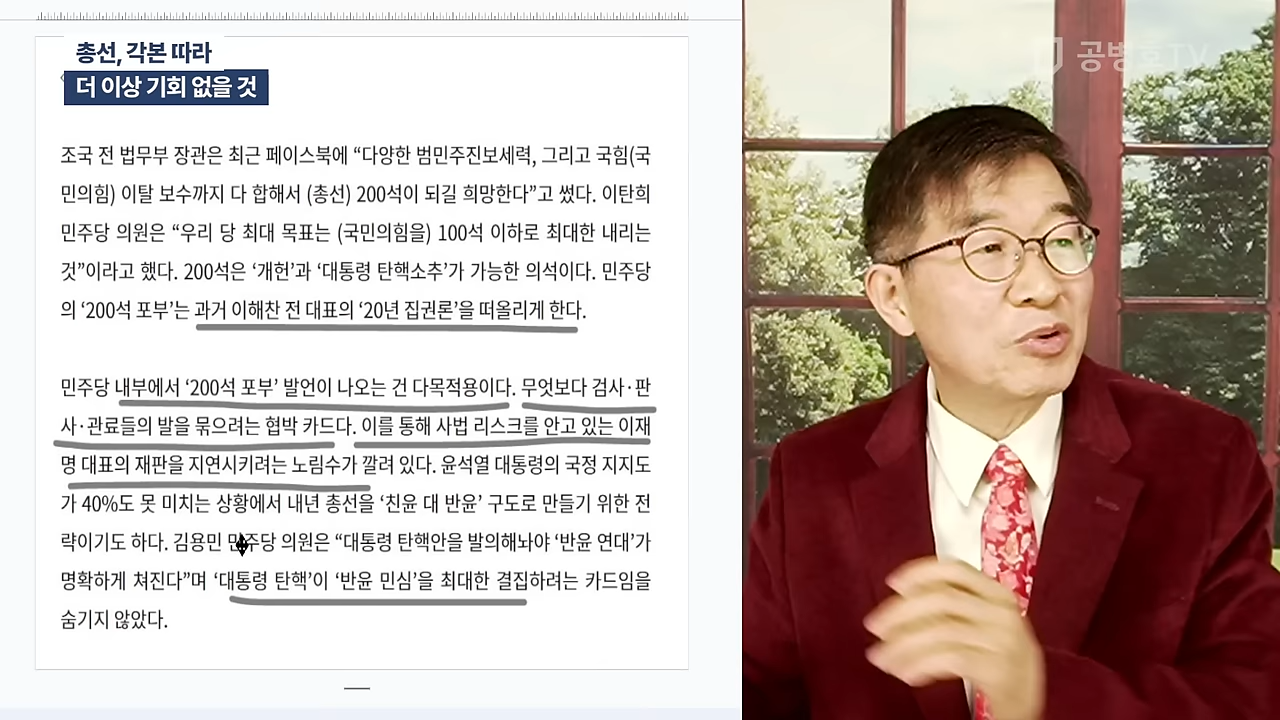 총선, 각본 따라
더 이상 기회 없을 것
조국 전 법무부 장관은 최근 페이스북에 “다양한 범민주진보세력, 그리고 국힘(국
민의힘) 이탈 보수까지 다 합해서 (총선) 200석이 되길 희망한다”고 썼다. 이탄희
민주당 의원은 “우리 당 최대 목표는 (국민의힘을) 100석 이하로 최대한 내리는
것”이라고 했다. 200석은 ‘개헌’과 ‘대통령 탄핵소추’가 가능한 의석이다. 민주당
의 ‘200석 포부’는 과거 이해찬 전 대표의 ‘20년 집권론’을 떠올리게 한다.
민주당 내부에서 ‘200석 포부’ 발언이 나오는 건 다목적용이다. 무엇보다 검사·판
사·관료들의 발을 묶으려는 협박 카드다. 이를 통해 사법 리스크를 안고 있는 이재
명 대표의 재판을 지연시키려는 노림수가 깔려 있다. 윤석열 대통령의 국정 지지도
가 40%도 못 미치는 상황에서 내년 총선을 ‘친윤 대 반윤’ 구도로 만들기 위한 전
략이기도 하다. 김용민 민주당 의원은 “대통령 탄핵안을 발의해놔야 ‘반윤 연대’가
명확하게 쳐진다”며 ‘대통령 탄핵’이 ‘반윤 민심’을 최대한 결집하려는 카드임을
숨기지 않았다.
공병호TV